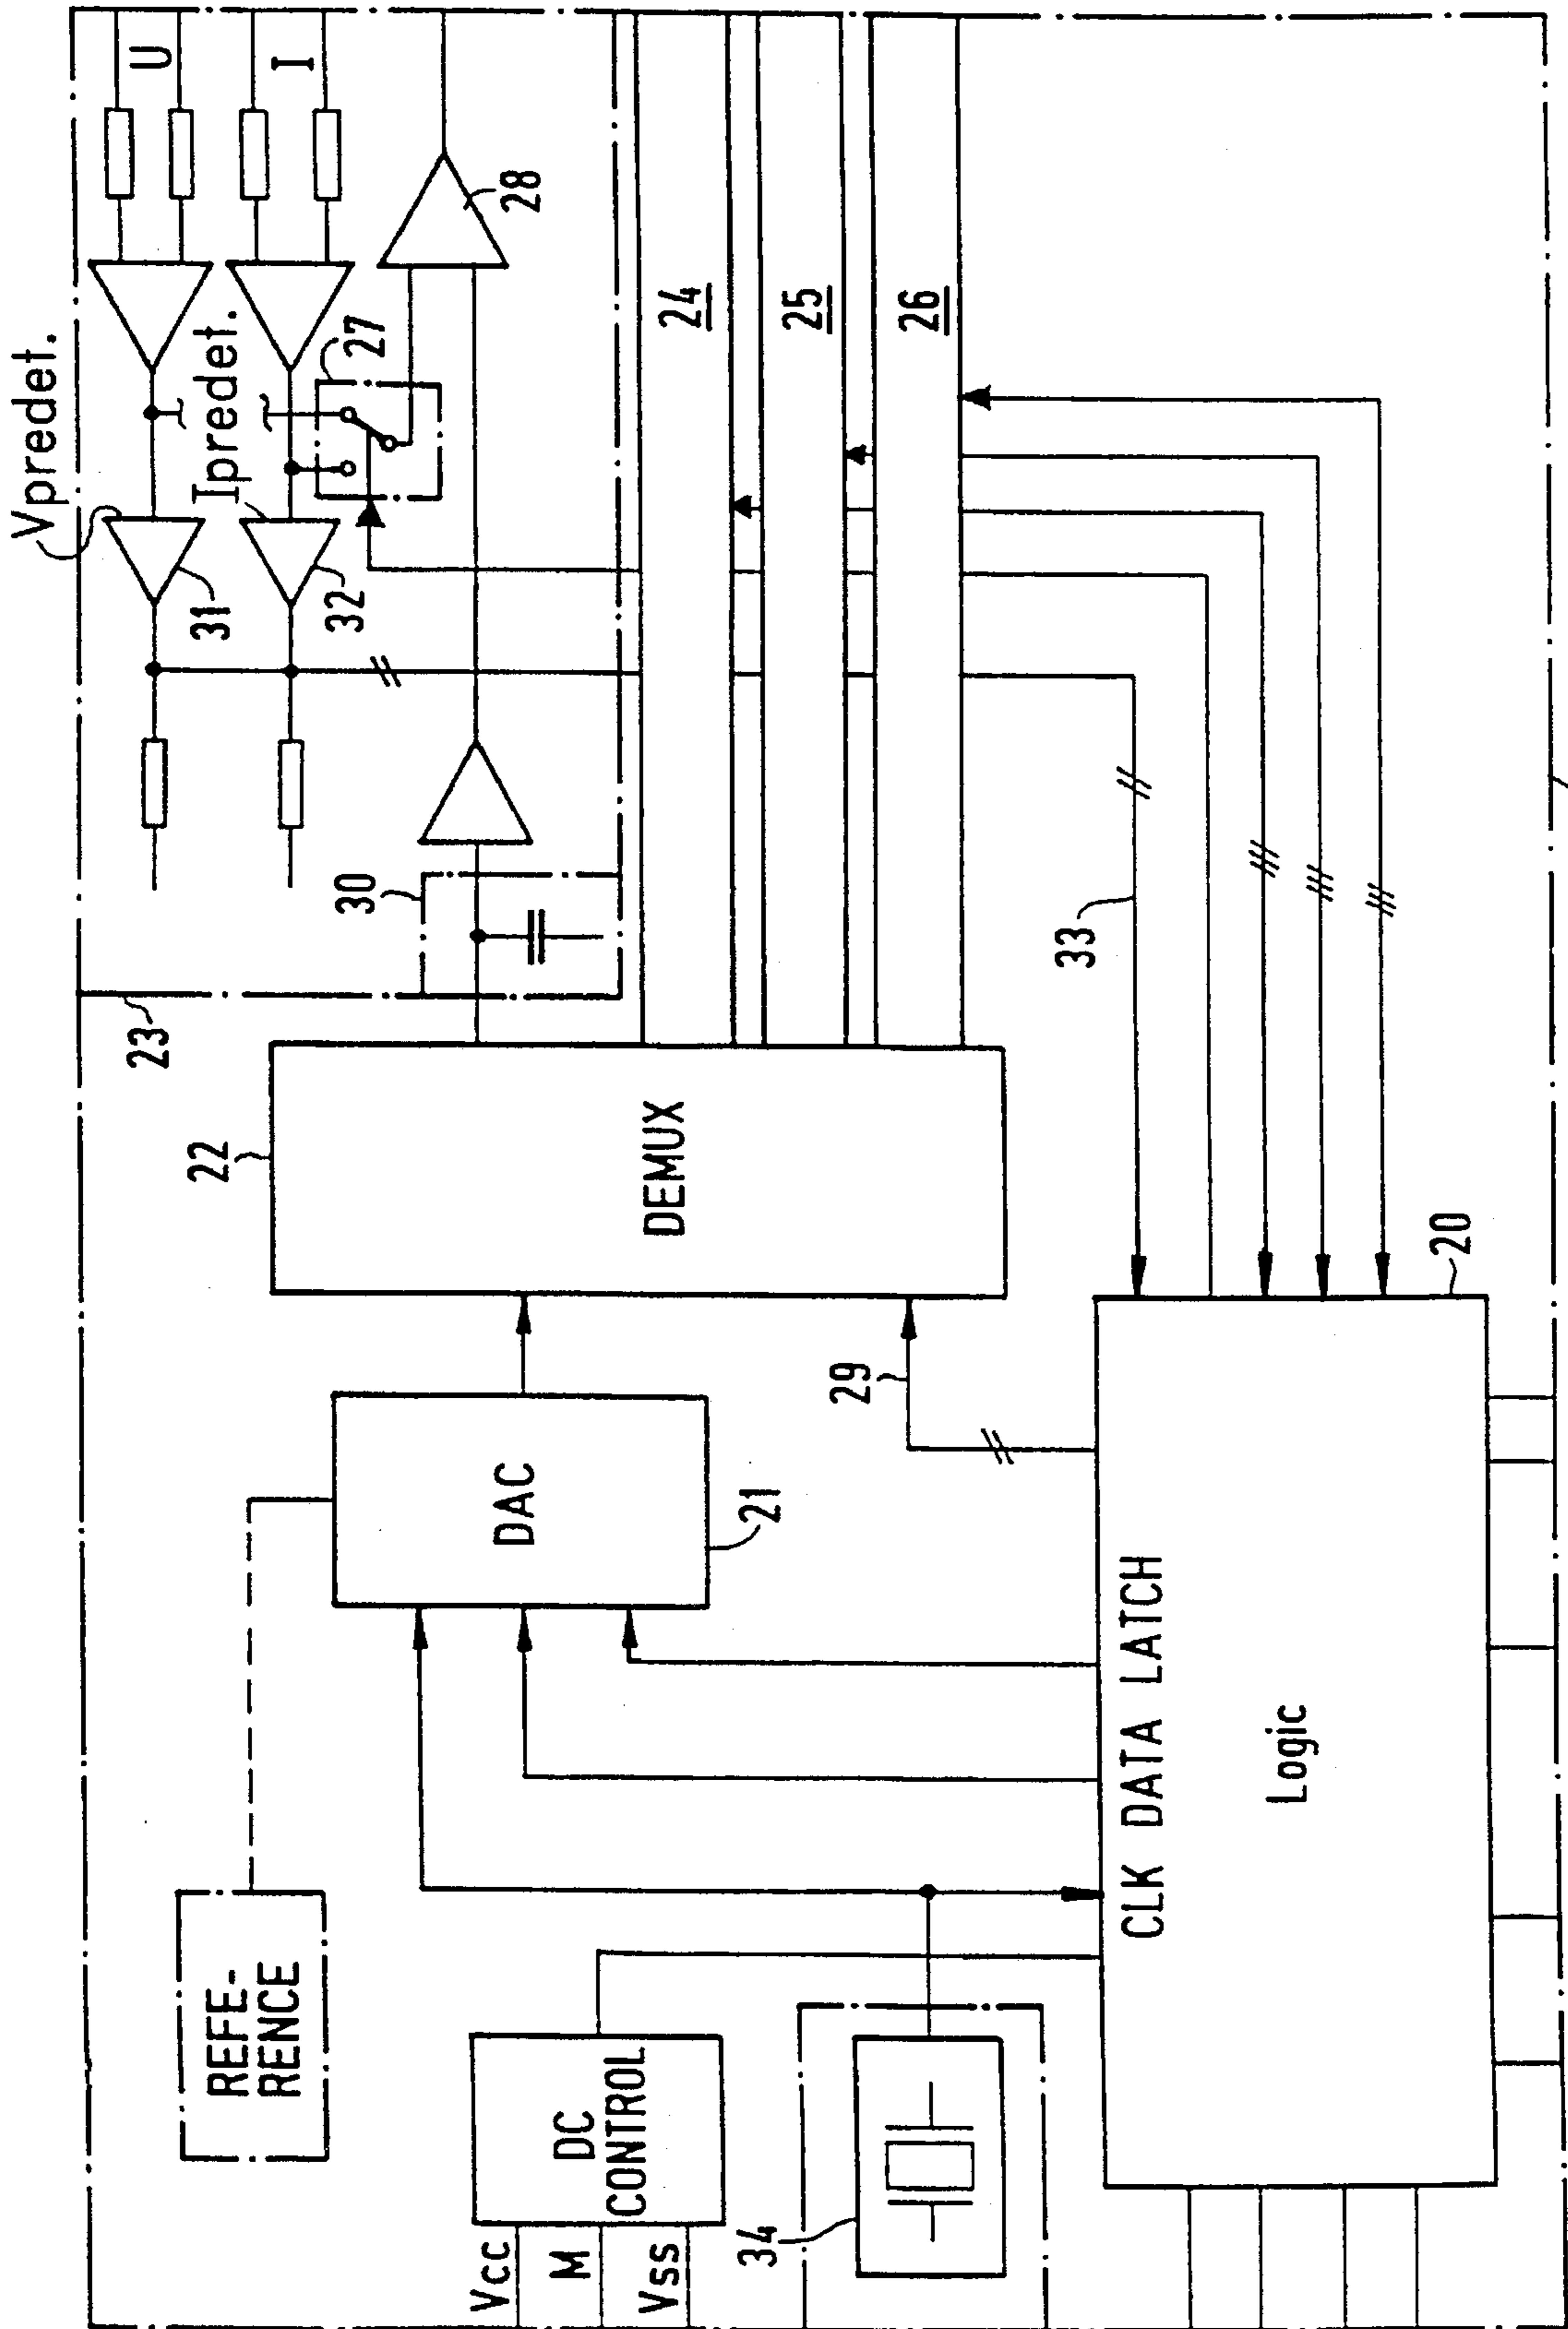 Vpredet.
U
31
Ipredet.
I
32
27
28
23
30
24
25
26
REFE-
RENCE
22
DAC
DEMUX
21
29
33
Vcc
M
Vss
DC
CONTROL
34
CLK DATA LATCH
Logic
20